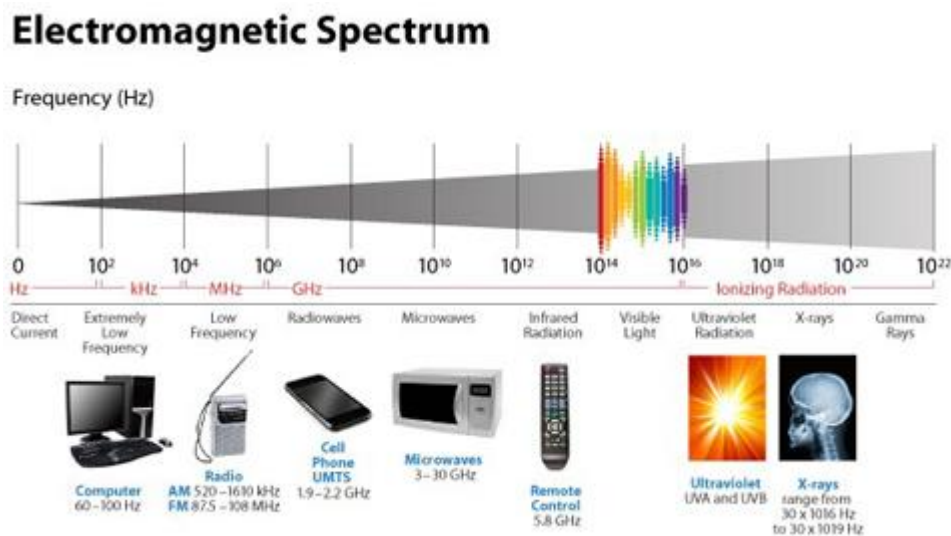 Electromagnetic Spectrum
Frequency (Hz)
0 10² 10⁴ 10⁶ 10⁸ 10¹⁰ 10¹² 10¹⁴ 10¹⁶ 10¹⁸ 10²⁰ 10²²
Hz kHz MHz GHz Ionizing Radiation
Direct
Current
Extremely
Low
Frequency
Low
Frequency
Radiowaves
Microwaves
Infrared
Radiation
Visible
Light
Ultraviolet
Radiation
X-rays
Gamma
Rays
Computer
60–100 Hz
Radio
AM 520–1610 kHz
FM 87.5–108 MHz
Cell
Phone
UMTS
1.9–2.2 GHz
Microwaves
3–30 GHz
Remote
Control
5.8 GHz
Ultraviolet
UVA and UVB
X-rays
range from
30 x 1016 Hz
to 30 x 1019 Hz